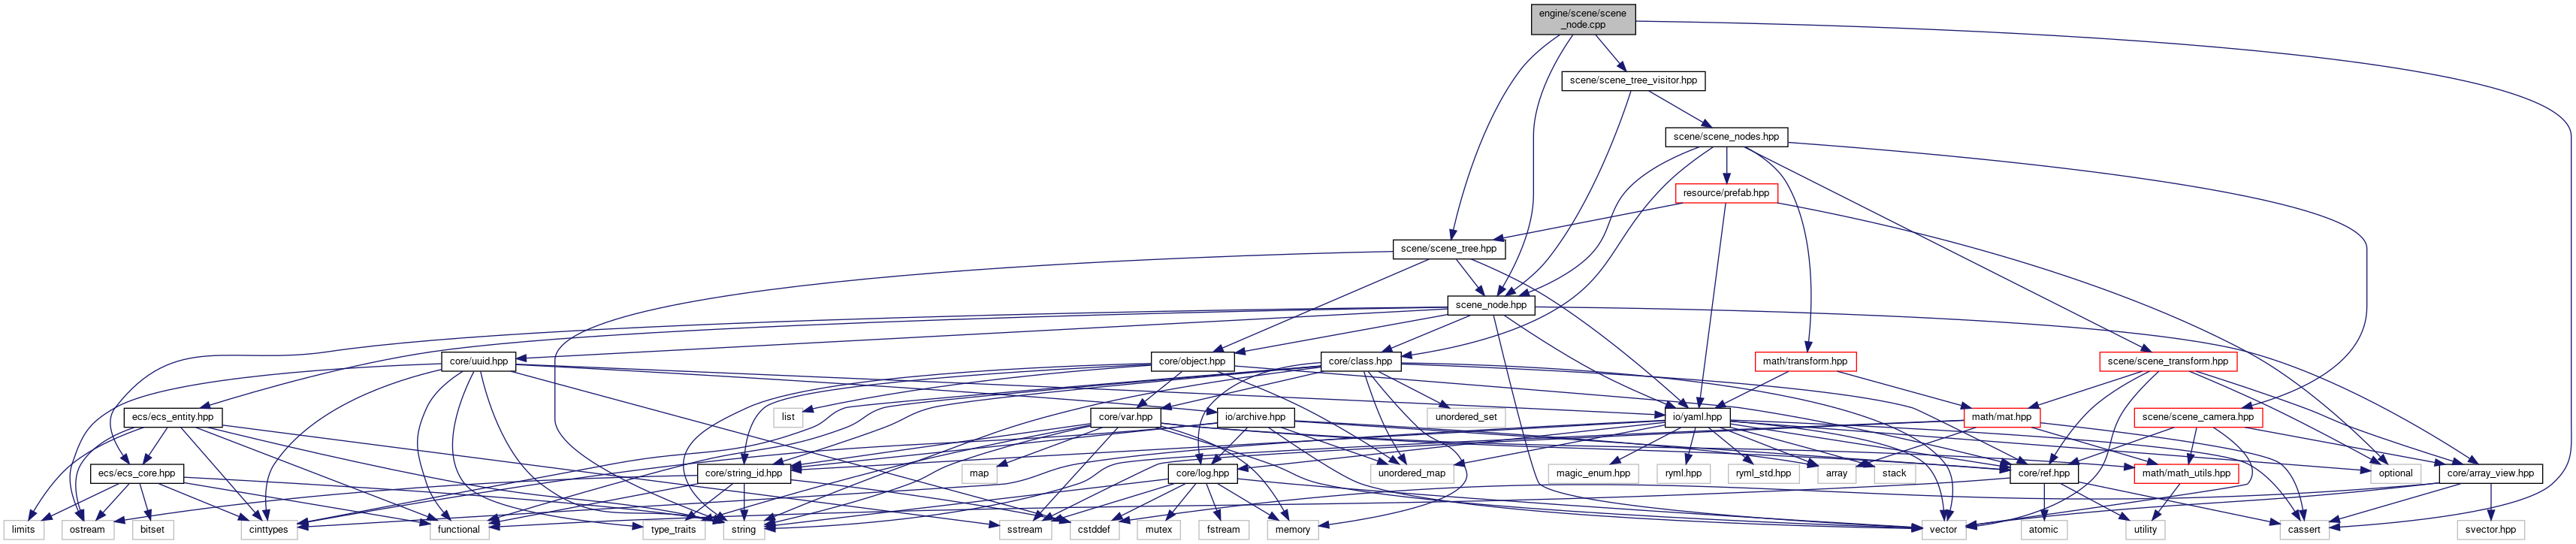 engine/scene/scene
_node.cpp
scene/scene_tree_visitor.hpp
scene/scene_nodes.hpp
resource/prefab.hpp
scene/scene_tree.hpp
scene_node.hpp
core/uuid.hpp
core/object.hpp
core/class.hpp
math/transform.hpp
scene/scene_transform.hpp
ecs/ecs_entity.hpp
list
core/var.hpp
io/archive.hpp
unordered_set
io/yaml.hpp
math/mat.hpp
scene/scene_camera.hpp
ecs/ecs_core.hpp
core/string_id.hpp
map
core/log.hpp
unordered_map
magic_enum.hpp
ryml.hpp
ryml_std.hpp
array
stack
core/ref.hpp
math/math_utils.hpp
optional
core/array_view.hpp
limits
ostream
bitset
cinttypes
functional
type_traits
string
sstream
cstddef
mutex
fstream
memory
vector
atomic
utility
cassert
svector.hpp